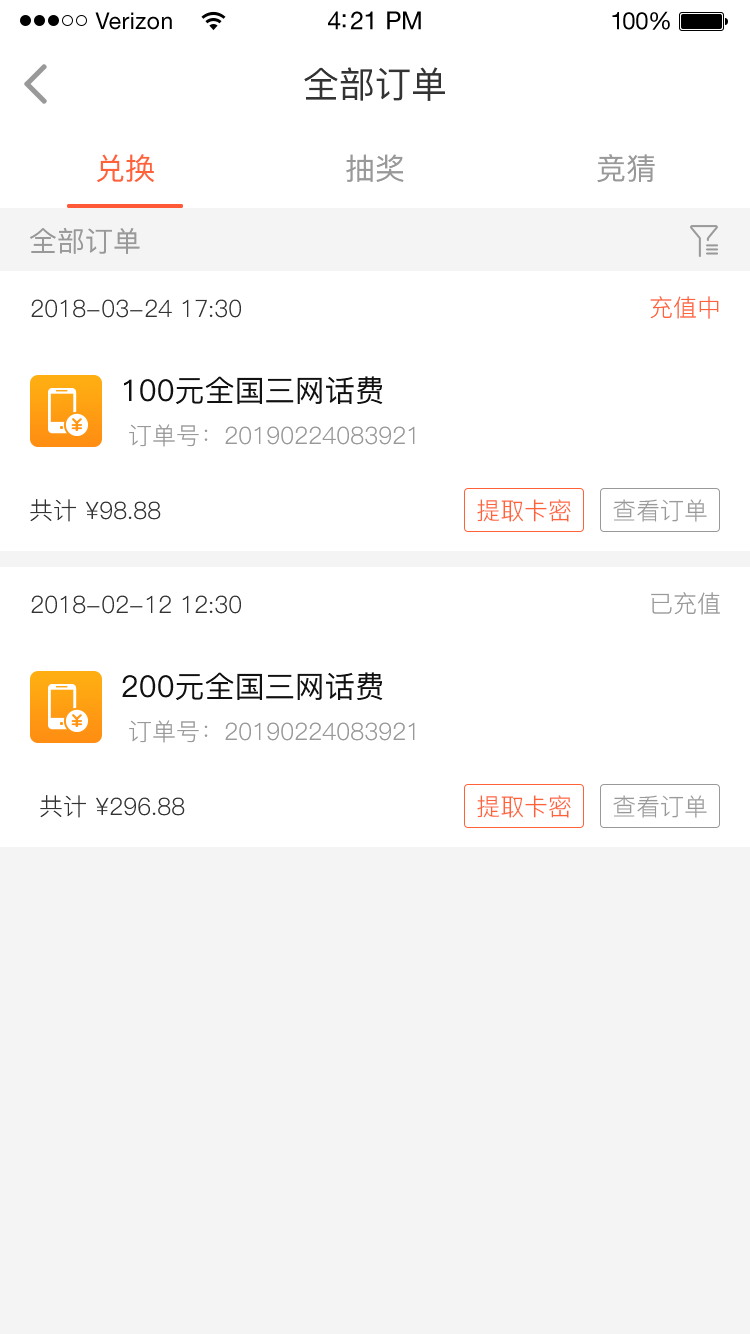 Verizon 4:21 PM 100%
全部订单
兑换 抽奖 竞猜
全部订单
2018-03-24 17:30 充值中
100元全国三网话费
订单号：20190224083921
共计 ¥98.88 提取卡密 查看订单
2018-02-12 12:30 已充值
200元全国三网话费
订单号：20190224083921
共计 ¥296.88 提取卡密 查看订单